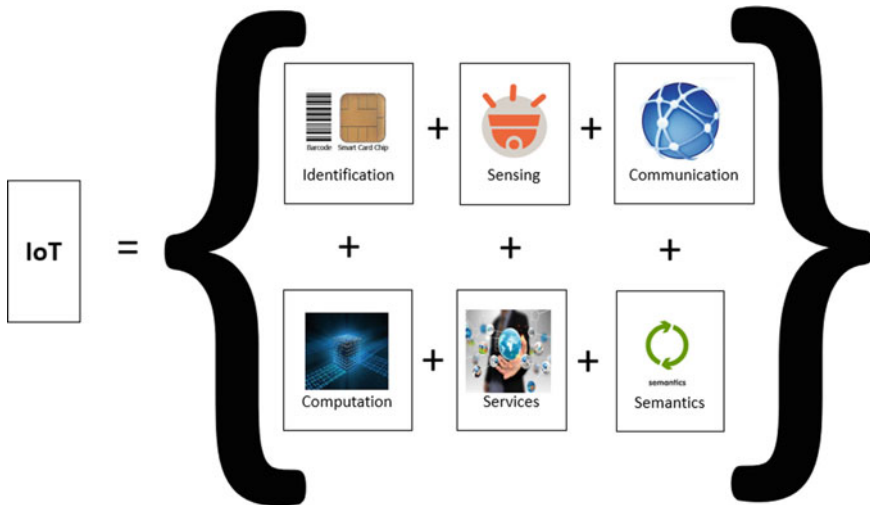 Barcode Smart Card Chip
Identification
+
Sensing
+
Communication
IoT
=
+
+
+
Computation
+
Services
+
semantics
Semantics